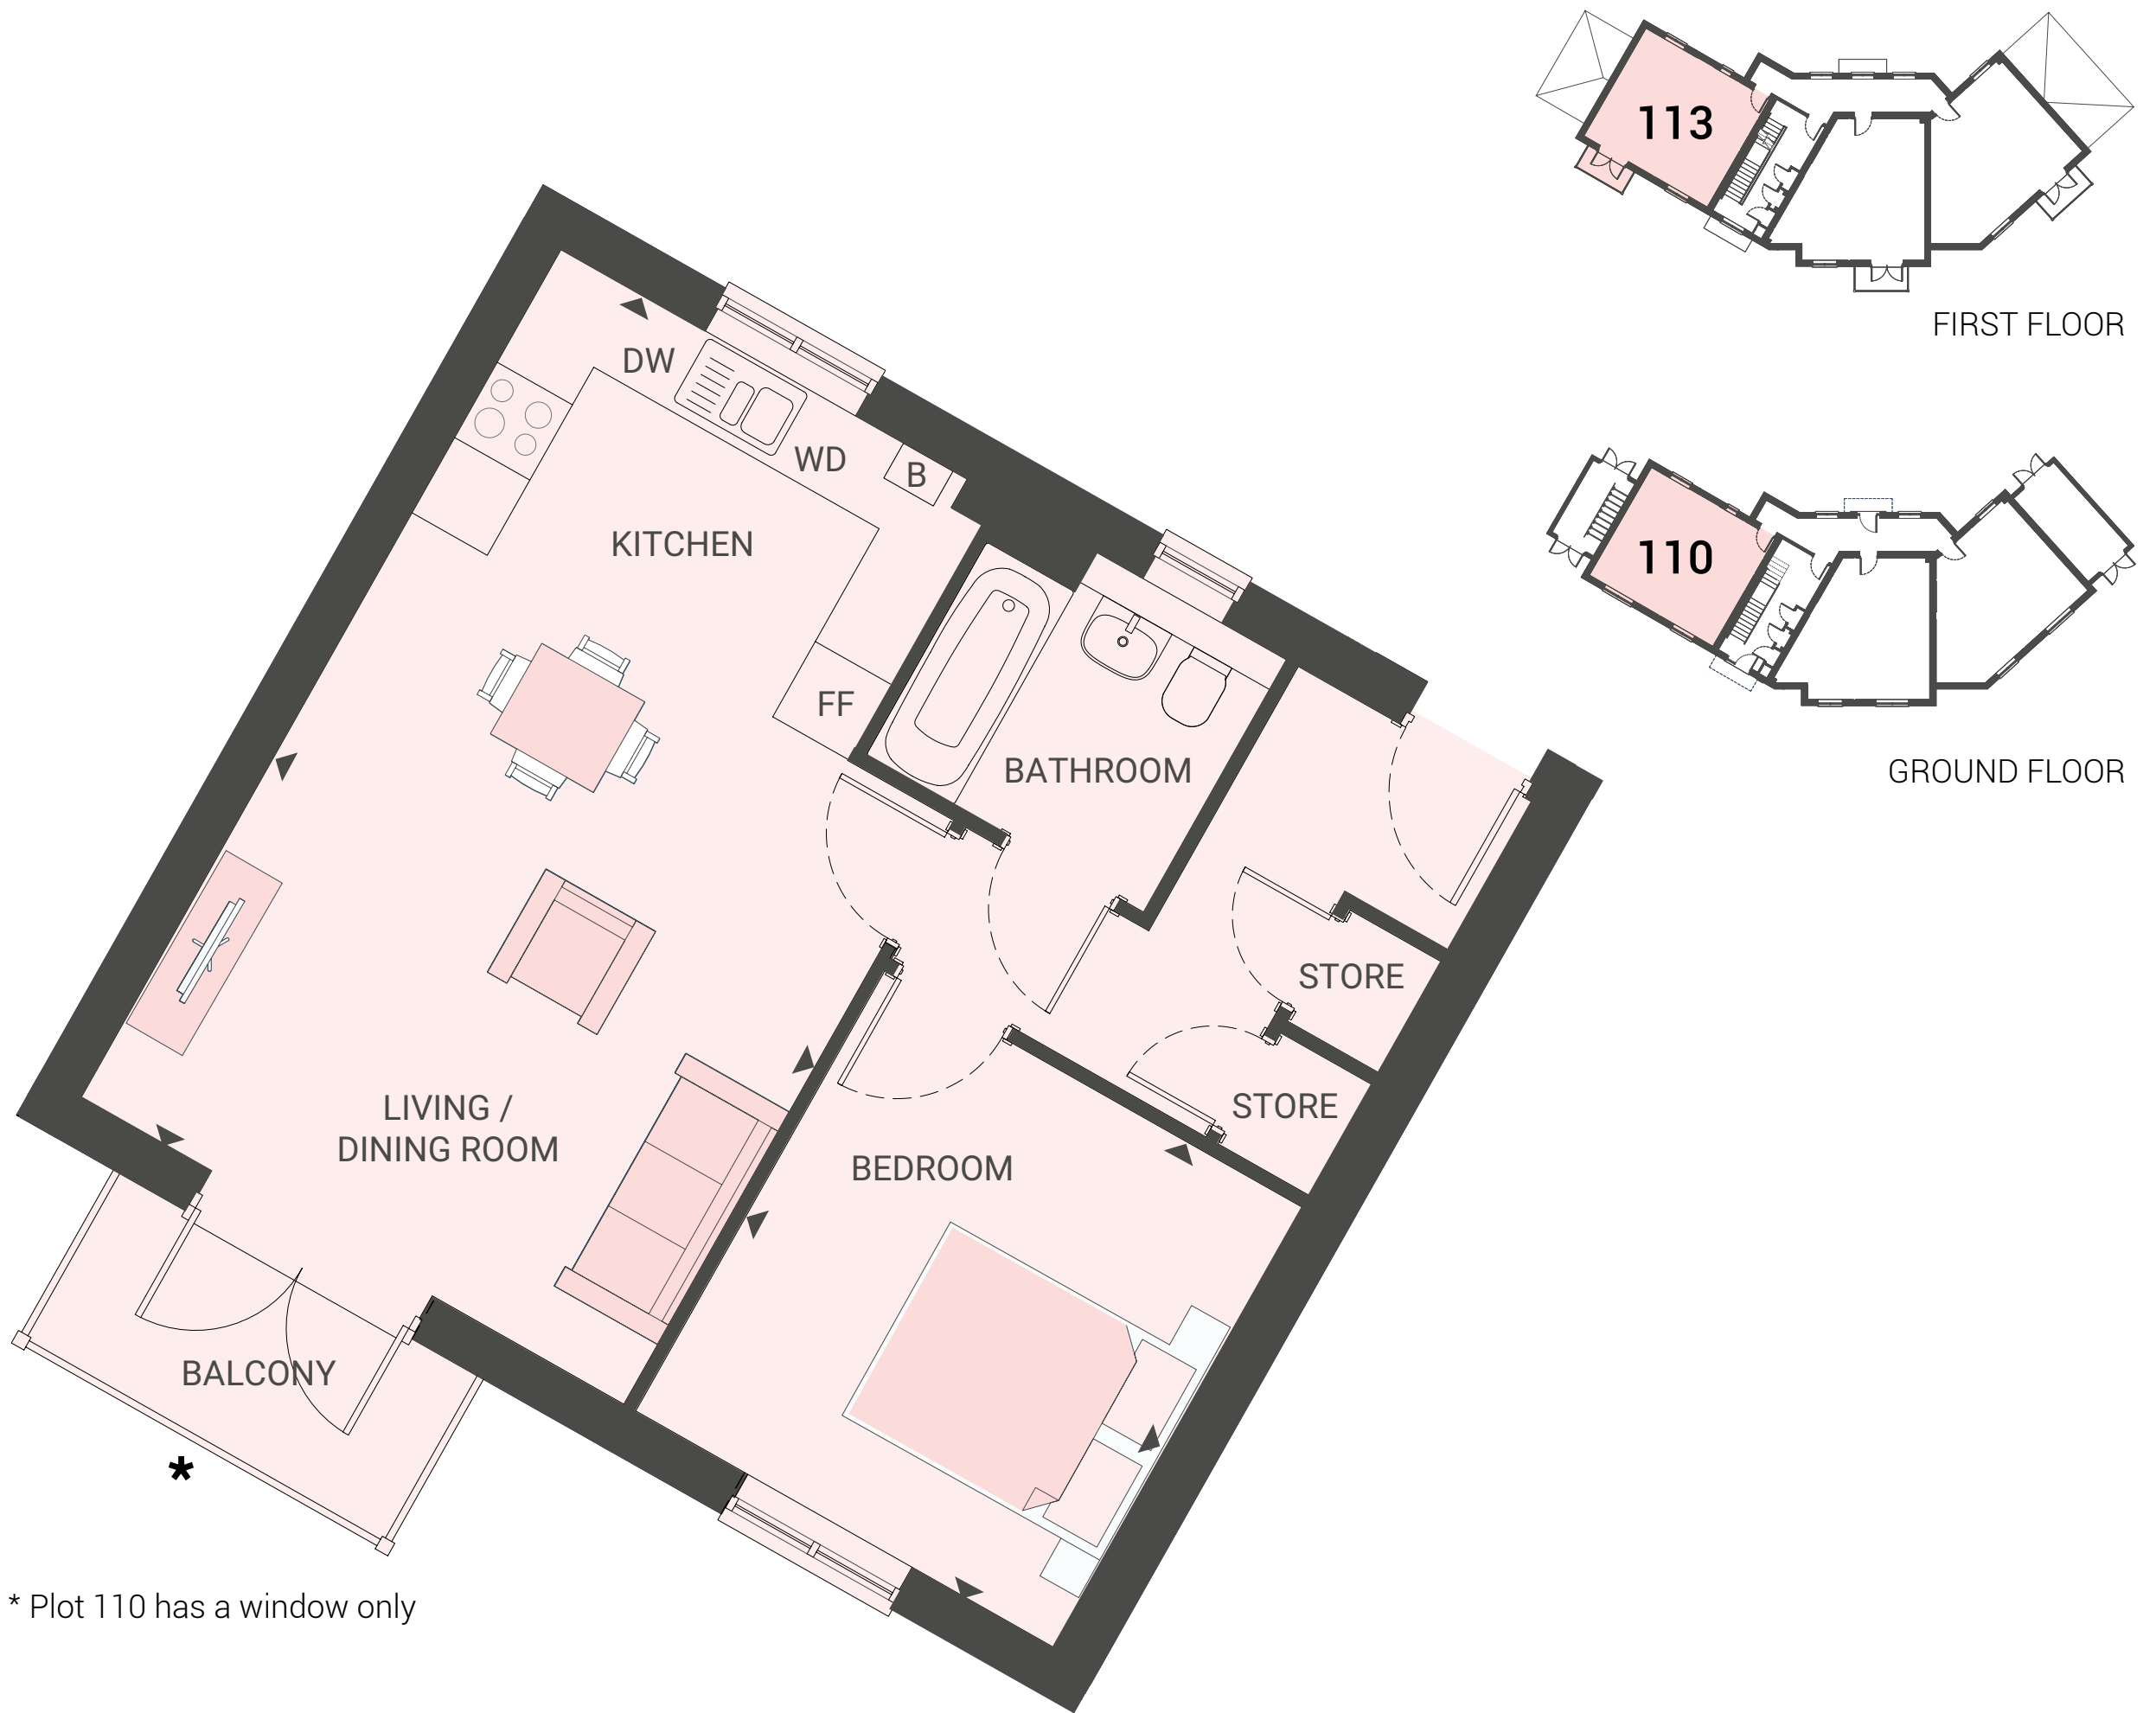 113
FIRST FLOOR
110
GROUND FLOOR
DW
WD
B
KITCHEN
FF
BATHROOM
STORE
STORE
LIVING /
DINING ROOM
BEDROOM
BALCONY
*
* Plot 110 has a window only